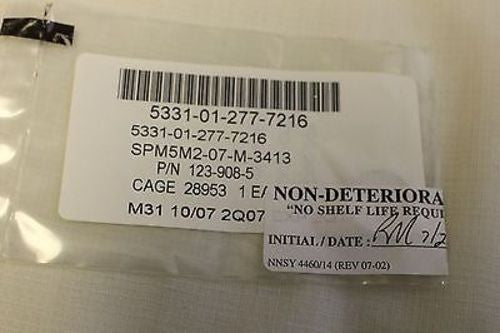 5331-01-277-7216
5331-01-277-7216
SPM5M2-07-M-3413
P/N 123-908-5
CAGE 28953 1 E/
M31 10/07 2Q07
NON-DETERIORA
"NO SHELF LIFE REQUI
INITIAL / DATE :
NNSY 4460/14 (REV 07-02)